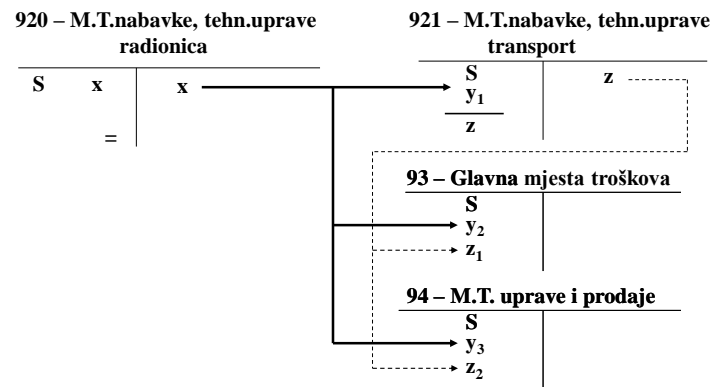 920 – M.T.nabavke, tehn.uprave
radionica
S x x
=
921 – M.T.nabavke, tehn.uprave
transport
S z
y₁
z
93 – Glavna mjesta troškova
S
y₂
z₁
94 – M.T. uprave i prodaje
S
y₃
z₂